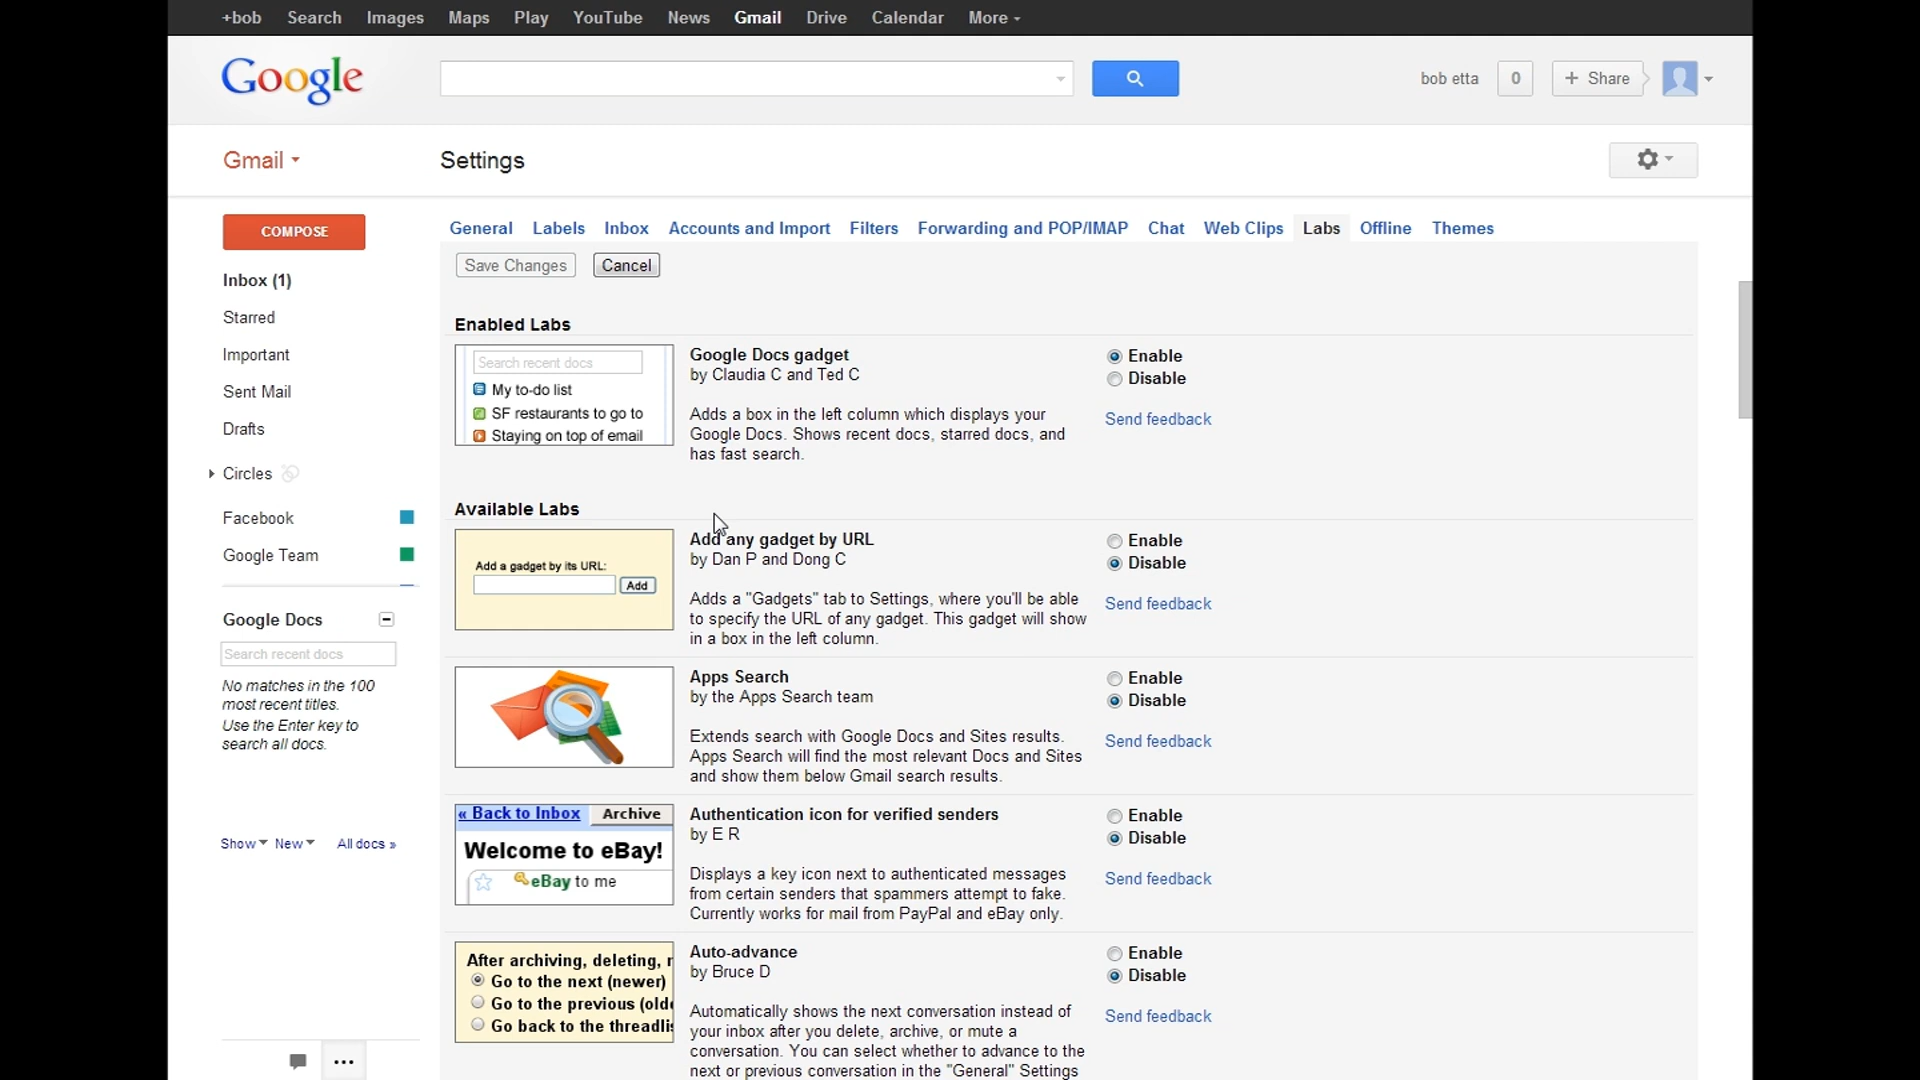 +bob Search Images Maps Play YouTube News Gmail Drive Calendar More
Google
bob etta 0 + Share
Gmail
Settings
COMPOSE
Inbox (1)
Starred
Important
Sent Mail
Drafts
Circles
Facebook
Google Team
Google Docs
Search recent docs
No matches in the 100
most recent titles.
Use the Enter key to
search all docs.
Show New All docs »
General Labels Inbox Accounts and Import Filters Forwarding and POP/IMAP Chat Web Clips Labs Offline Themes
Save Changes Cancel
Enabled Labs
Search recent docs
My to-do list
SF restaurants to go to
Staying on top of email
Google Docs gadget
by Claudia C and Ted C
Adds a box in the left column which displays your
Google Docs. Shows recent docs, starred docs, and
has fast search.
Enable
Disable
Send feedback
Available Labs
Add a gadget by its URL:
Add
Add any gadget by URL
by Dan P and Dong C
Adds a "Gadgets" tab to Settings, where you'll be able
to specify the URL of any gadget. This gadget will show
in a box in the left column.
Enable
Disable
Send feedback
Apps Search
by the Apps Search team
Extends search with Google Docs and Sites results.
Apps Search will find the most relevant Docs and Sites
and show them below Gmail search results.
Enable
Disable
Send feedback
« Back to Inbox Archive
Welcome to eBay!
eBay to me
Authentication icon for verified senders
by E R
Displays a key icon next to authenticated messages
from certain senders that spammers attempt to fake.
Currently works for mail from PayPal and eBay only.
Enable
Disable
Send feedback
After archiving, deleting,
Go to the next (newer)
Go to the previous (olde
Go back to the threadli
Auto-advance
by Bruce D
Automatically shows the next conversation instead of
your inbox after you delete, archive, or mute a
conversation. You can select whether to advance to the
next or previous conversation in the "General" Settings
Enable
Disable
Send feedback